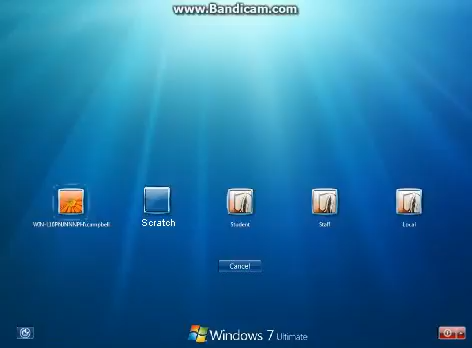 www.Bandicam.com
Scratch
Student
Staff
Local
Cancel
Windows 7 Ultimate